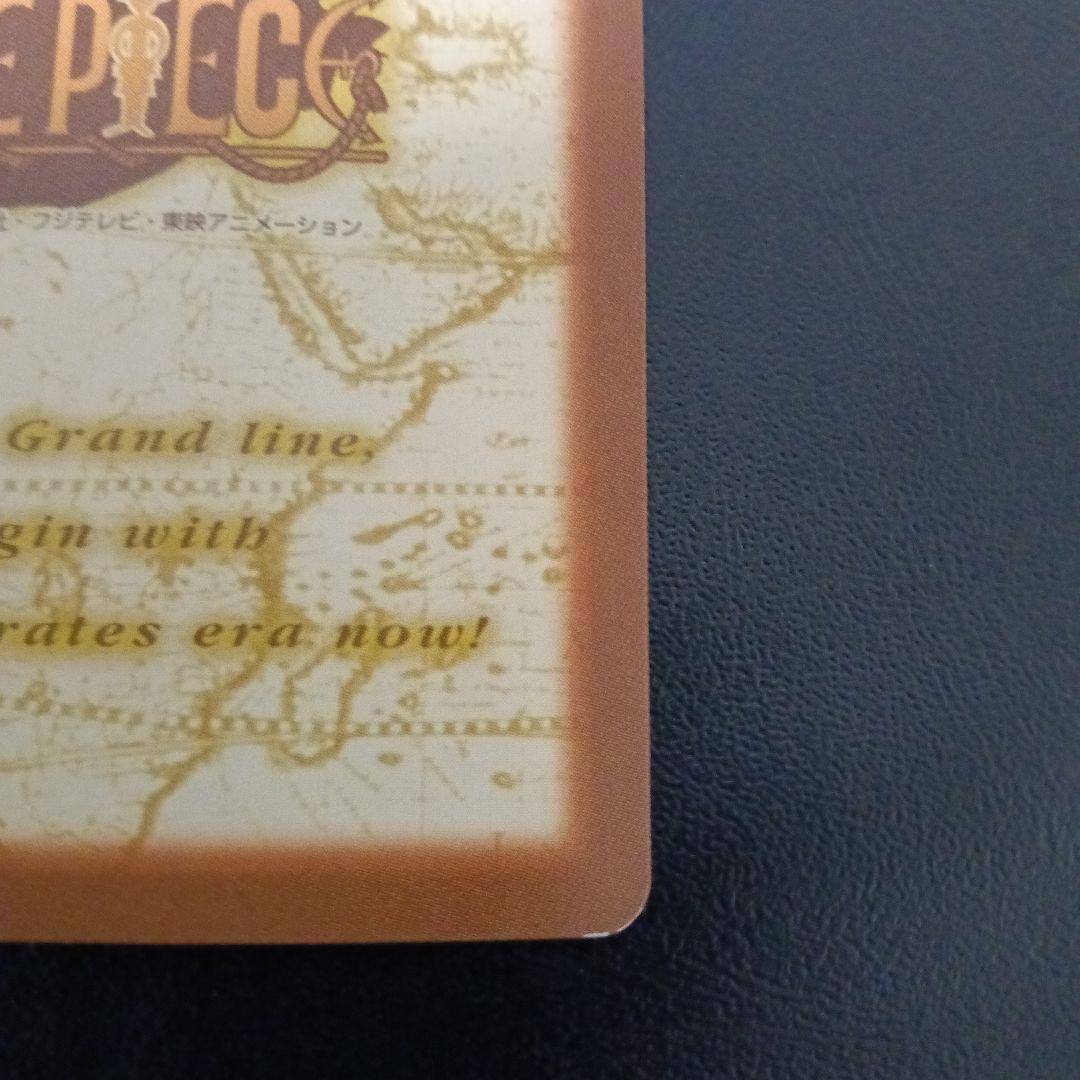 E PIECE
・フジテレビ・東映アニメーション
Grand line,
gin with
rates era now!